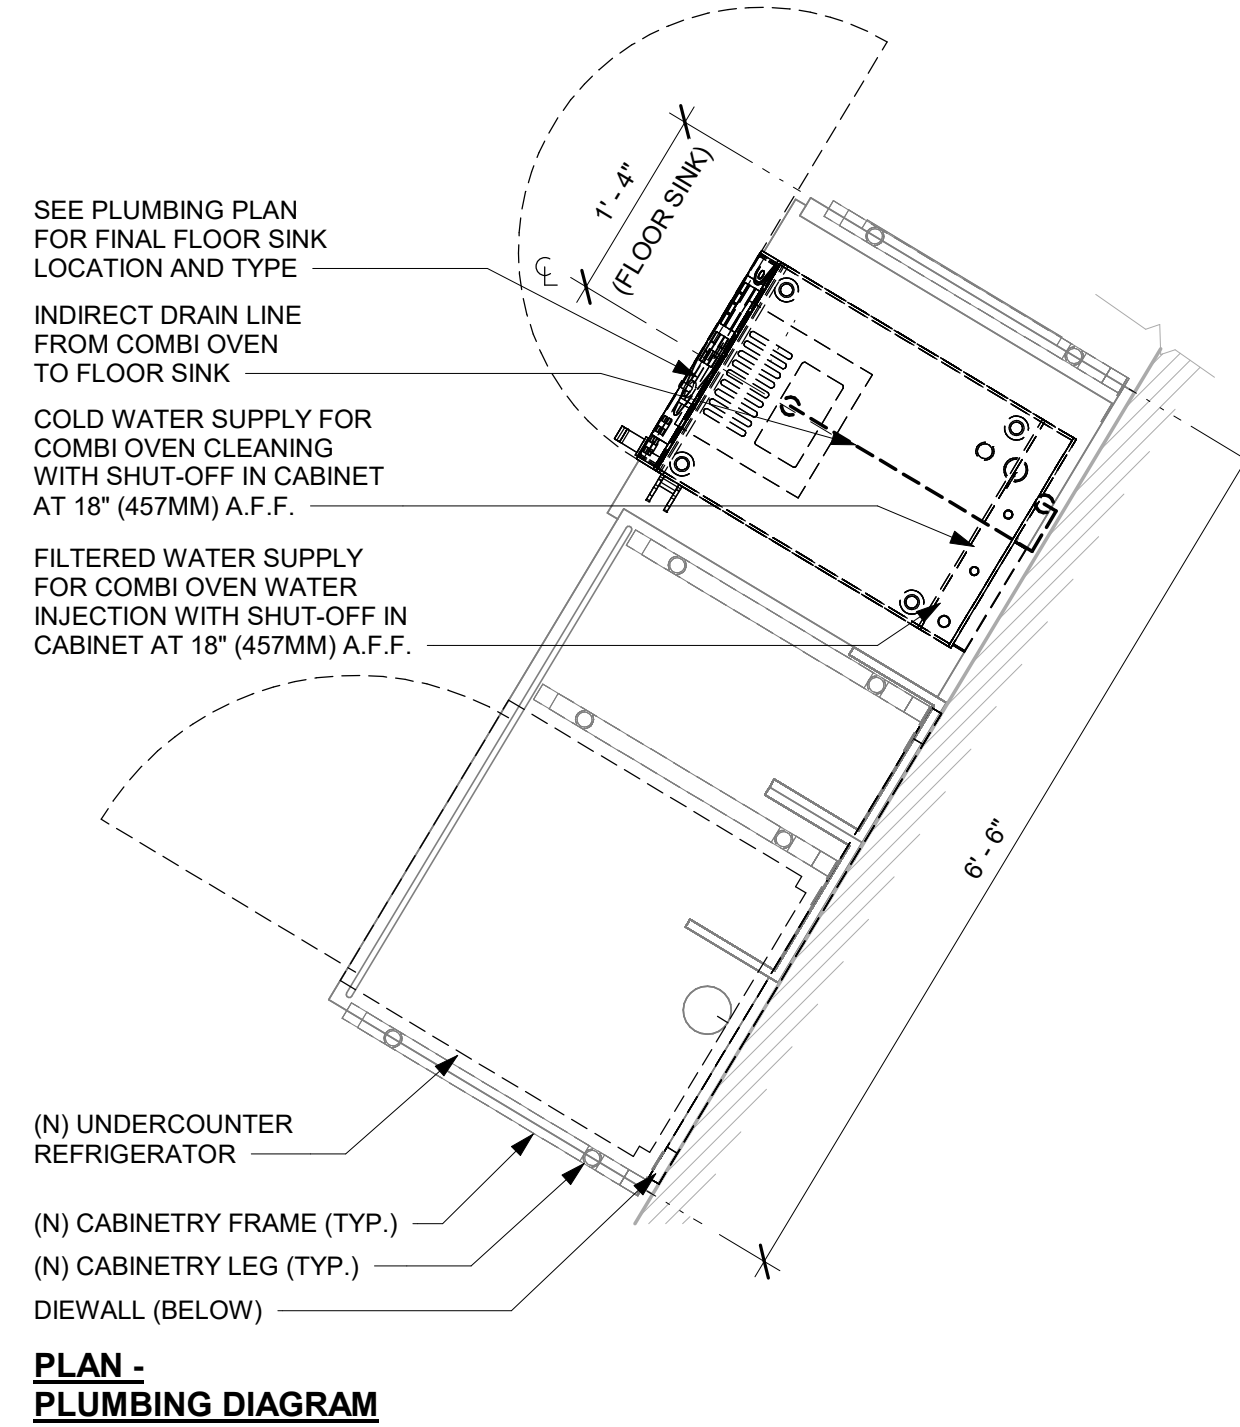 1' - 4"
(FLOOR SINK)
℄
SEE PLUMBING PLAN
FOR FINAL FLOOR SINK
LOCATION AND TYPE
INDIRECT DRAIN LINE
FROM COMBI OVEN
TO FLOOR SINK
COLD WATER SUPPLY FOR
COMBI OVEN CLEANING
WITH SHUT-OFF IN CABINET
AT 18" (457MM) A.F.F.
FILTERED WATER SUPPLY
FOR COMBI OVEN WATER
INJECTION WITH SHUT-OFF IN
CABINET AT 18" (457MM) A.F.F.
6' - 6"
(N) UNDERCOUNTER
REFRIGERATOR
(N) CABINETRY FRAME (TYP.)
(N) CABINETRY LEG (TYP.)
DIEWALL (BELOW)
PLAN -
PLUMBING DIAGRAM